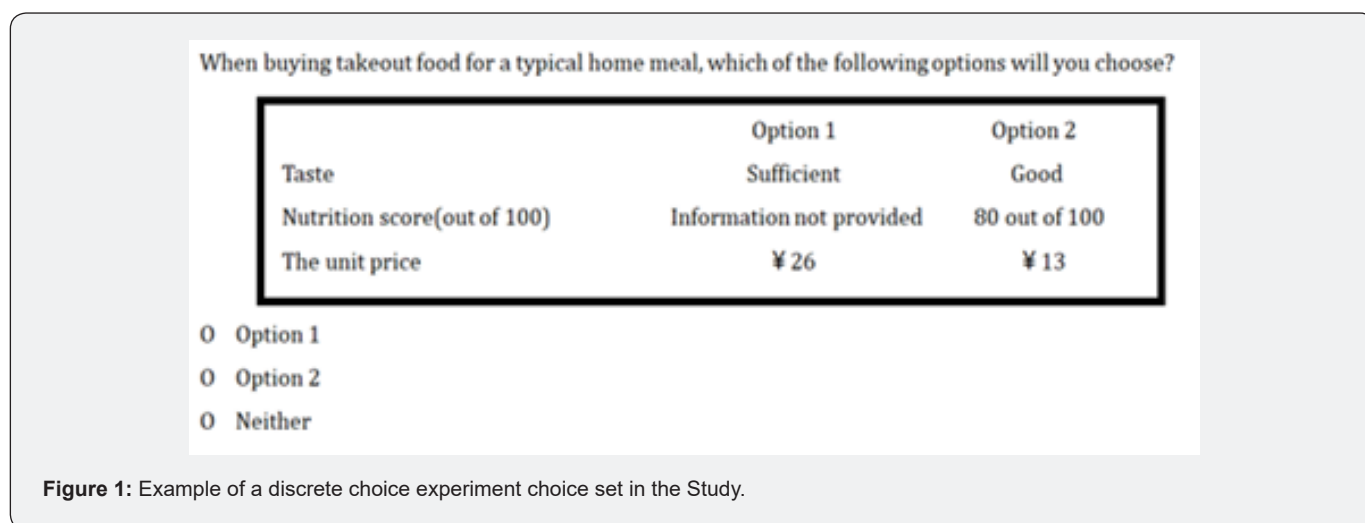 When buying takeout food for a typical home meal, which of the following options will you choose?
Option 1 Option 2
Taste Sufficient Good
Nutrition score(out of 100) Information not provided 80 out of 100
The unit price ¥ 26 ¥ 13
O Option 1
O Option 2
O Neither
Figure 1: Example of a discrete choice experiment choice set in the Study.